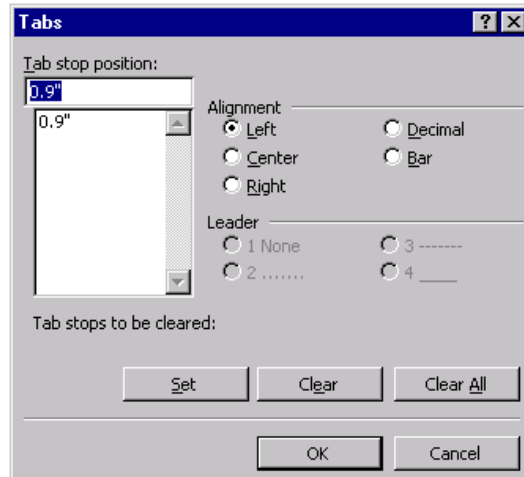 Tabs
Tab stop position:
0.9"
0.9"
Alignment
Left
Decimal
Center
Bar
Right
Leader
1 None
3 -------
2 .......
4 ____
Tab stops to be cleared:
Set
Clear
Clear All
OK
Cancel